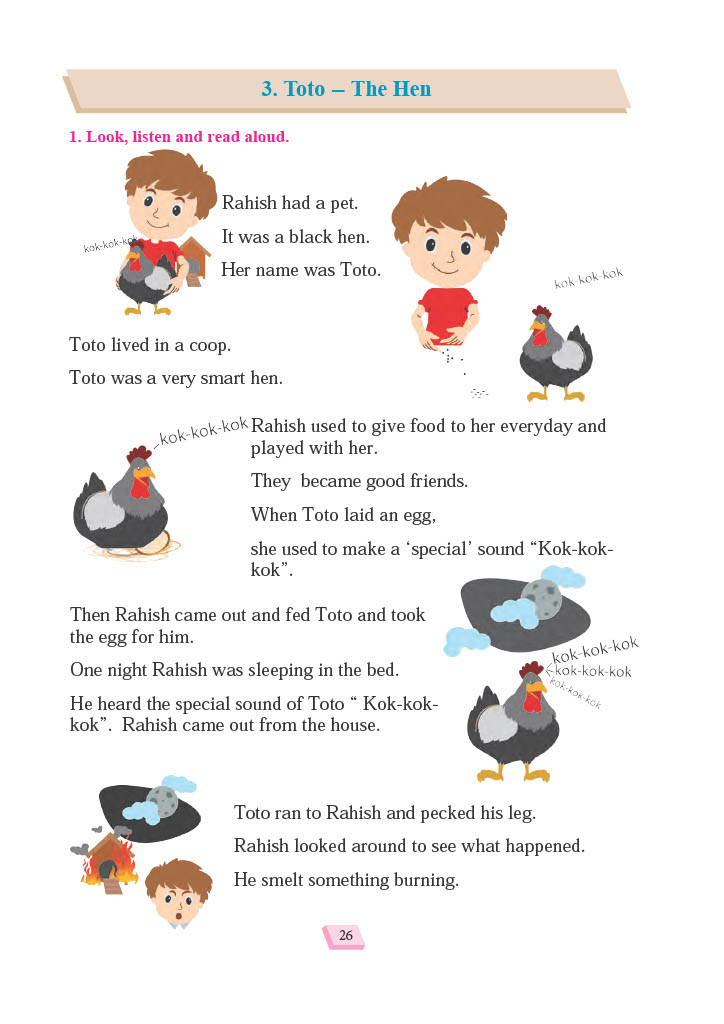 3. Toto – The Hen
1. Look, listen and read aloud.
kok-kok-kok
Rahish had a pet.
It was a black hen.
Her name was Toto.
kok-kok-kok
Toto lived in a coop.
Toto was a very smart hen.
kok-kok-kok
Rahish used to give food to her everyday and
played with her.
They became good friends.
When Toto laid an egg,
she used to make a ‘special’ sound “Kok-kok-
kok”.
Then Rahish came out and fed Toto and took
the egg for him.
One night Rahish was sleeping in the bed.
He heard the special sound of Toto “ Kok-kok-
kok”. Rahish came out from the house.
kok-kok-kok
kok-kok-kok
kok-kok-kok
Toto ran to Rahish and pecked his leg.
Rahish looked around to see what happened.
He smelt something burning.
26